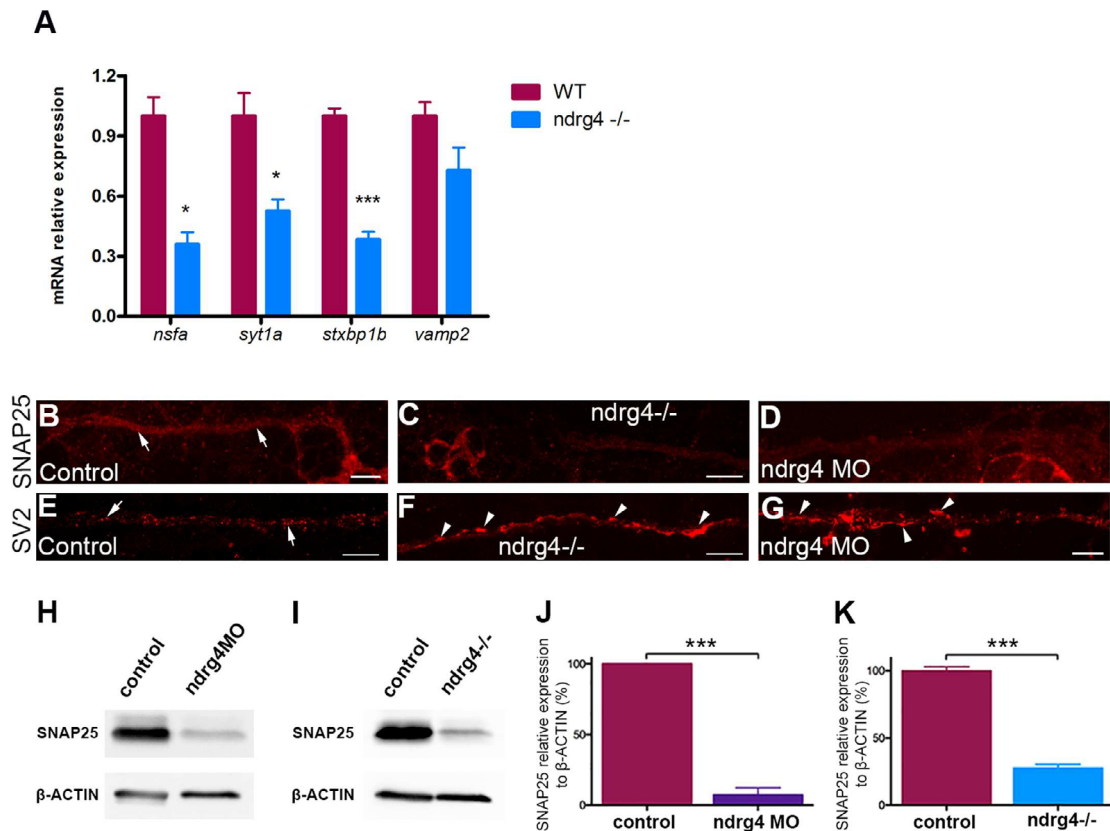 A
1.2
0.9
0.6
0.3
0.0
mRNA relative expression
* * ***
nsfa syt1a stxbp1b vamp2
WT
ndrg4 -/-
SNAP25
B Control
C ndrg4-/-
D ndrg4 MO
SV2
E Control
F ndrg4-/-
G ndrg4 MO
H
control ndrg4MO
SNAP25
β-ACTIN
I
control ndrg4-/-
SNAP25
β-ACTIN
J
SNAP25 relative expression
to β-ACTIN (%)
***
100
50
0
control ndrg4 MO
K
SNAP25 relative expression
to β-ACTIN (%)
***
100
50
0
control ndrg4-/-